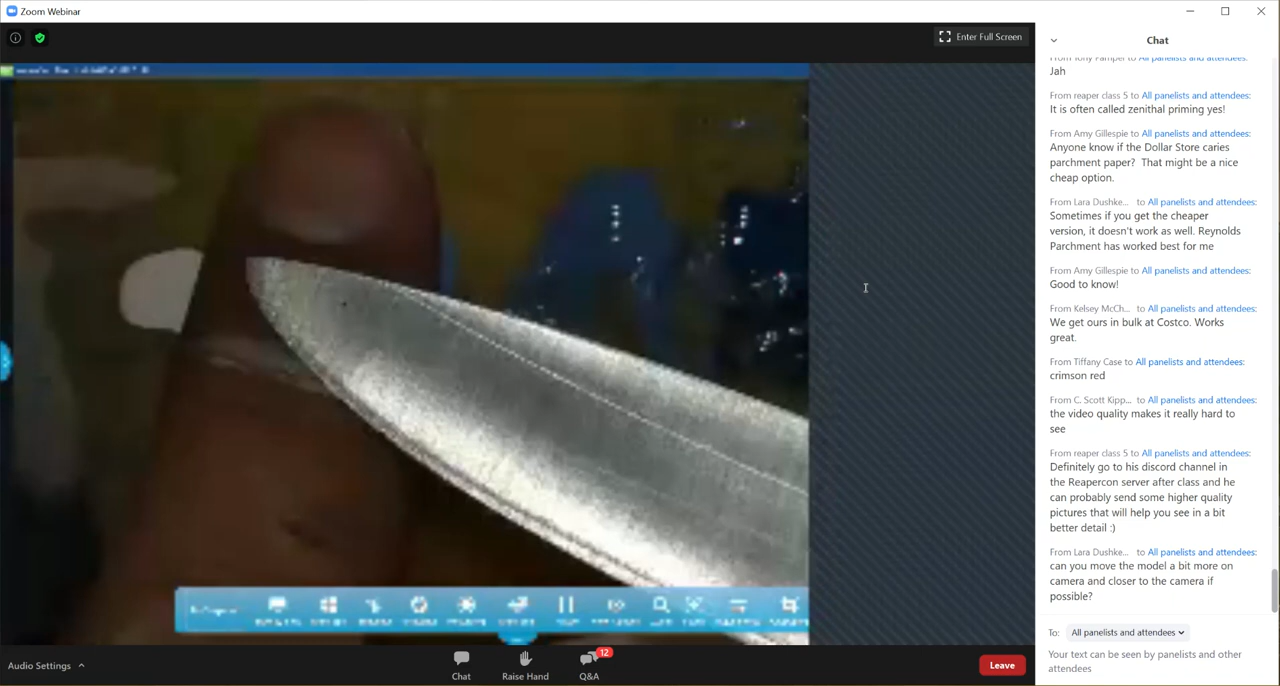 Zoom Webinar
Enter Full Screen
Chat
Jah
From reaper class 5 to All panelists and attendees:
It is often called zenithal priming yes!
From Amy Gillespie to All panelists and attendees:
Anyone know if the Dollar Store caries
parchment paper? That might be a nice
cheap option.
From Lara Dushke... to All panelists and attendees:
Sometimes if you get the cheaper
version, it doesn't work as well. Reynolds
Parchment has worked best for me
From Amy Gillespie to All panelists and attendees:
Good to know!
From Kelsey McCh... to All panelists and attendees:
We get ours in bulk at Costco. Works
great.
From Tiffany Case to All panelists and attendees:
crimson red
From C. Scott Kipp... to All panelists and attendees:
the video quality makes it really hard to
see
From reaper class 5 to All panelists and attendees:
Definitely go to his discord channel in
the Reapercon server after class and he
can probably send some higher quality
pictures that will help you see in a bit
better detail :)
From Lara Dushke... to All panelists and attendees:
can you move the model a bit more on
camera and closer to the camera if
possible?
To: All panelists and attendees
Your text can be seen by panelists and other
attendees
Audio Settings
Chat
Raise Hand
12
Q&A
Leave